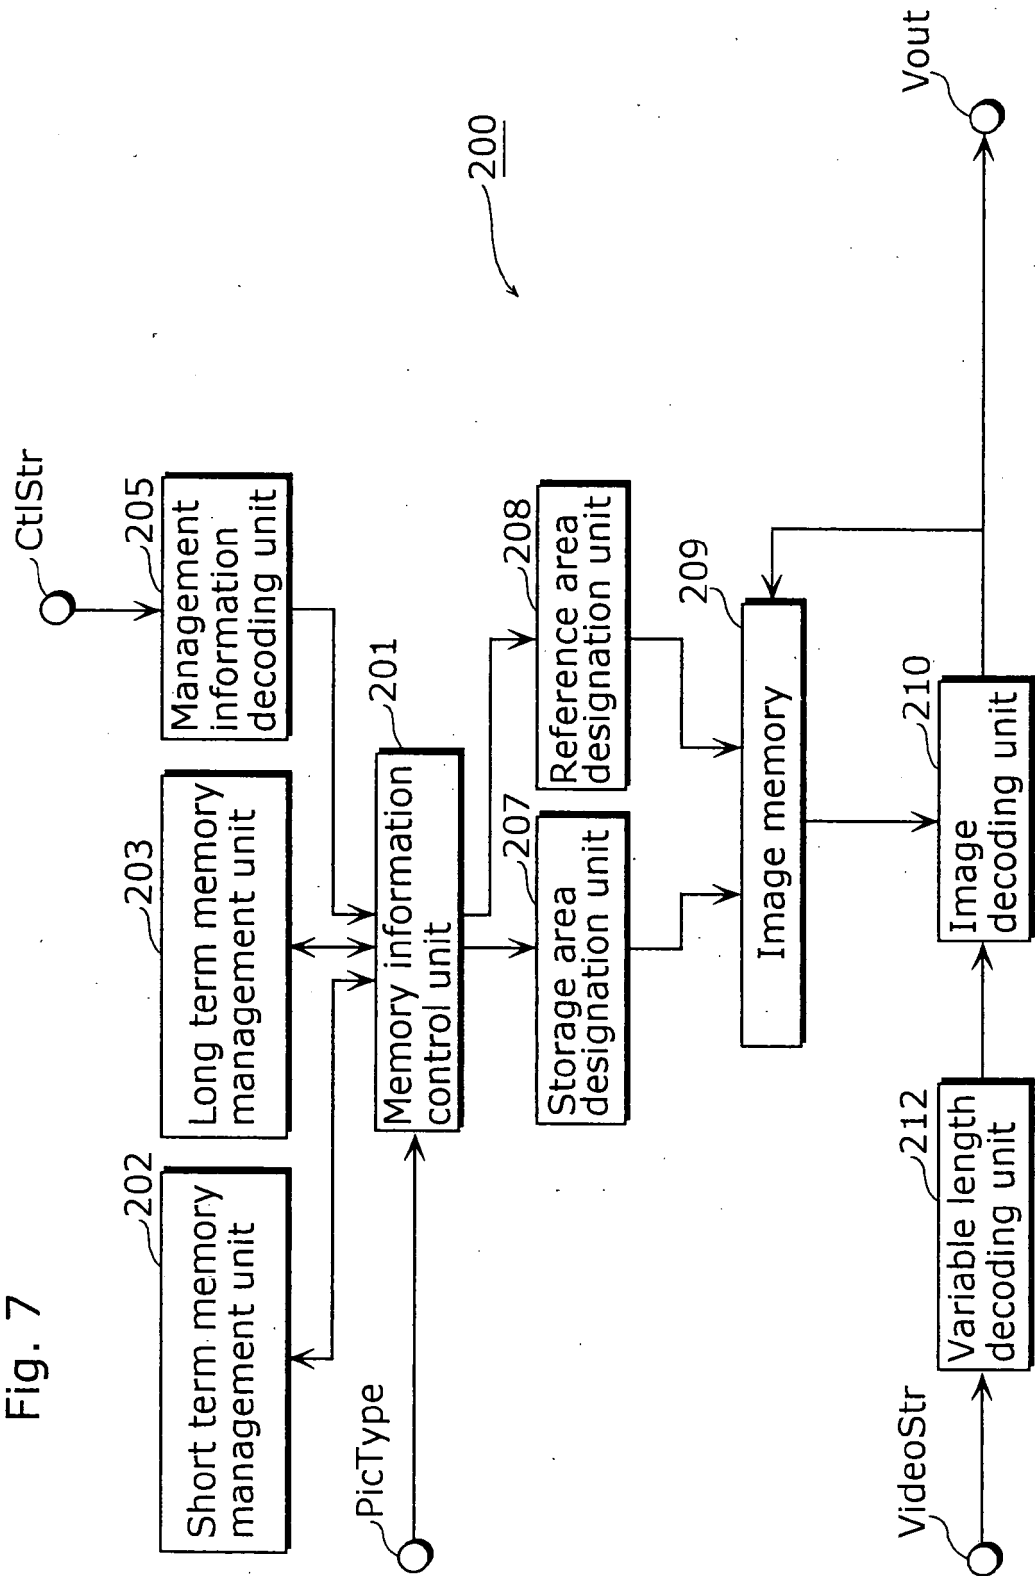 Fig. 7
CtlStr
202
Short term memory
management unit
203
Long term memory
management unit
205
Management
information
decoding unit
PicType
201
Memory information
control unit
200
207
Storage area
designation unit
208
Reference area
designation unit
209
Image memory
VideoStr
212
Variable length
decoding unit
210
Image
decoding unit
Vout